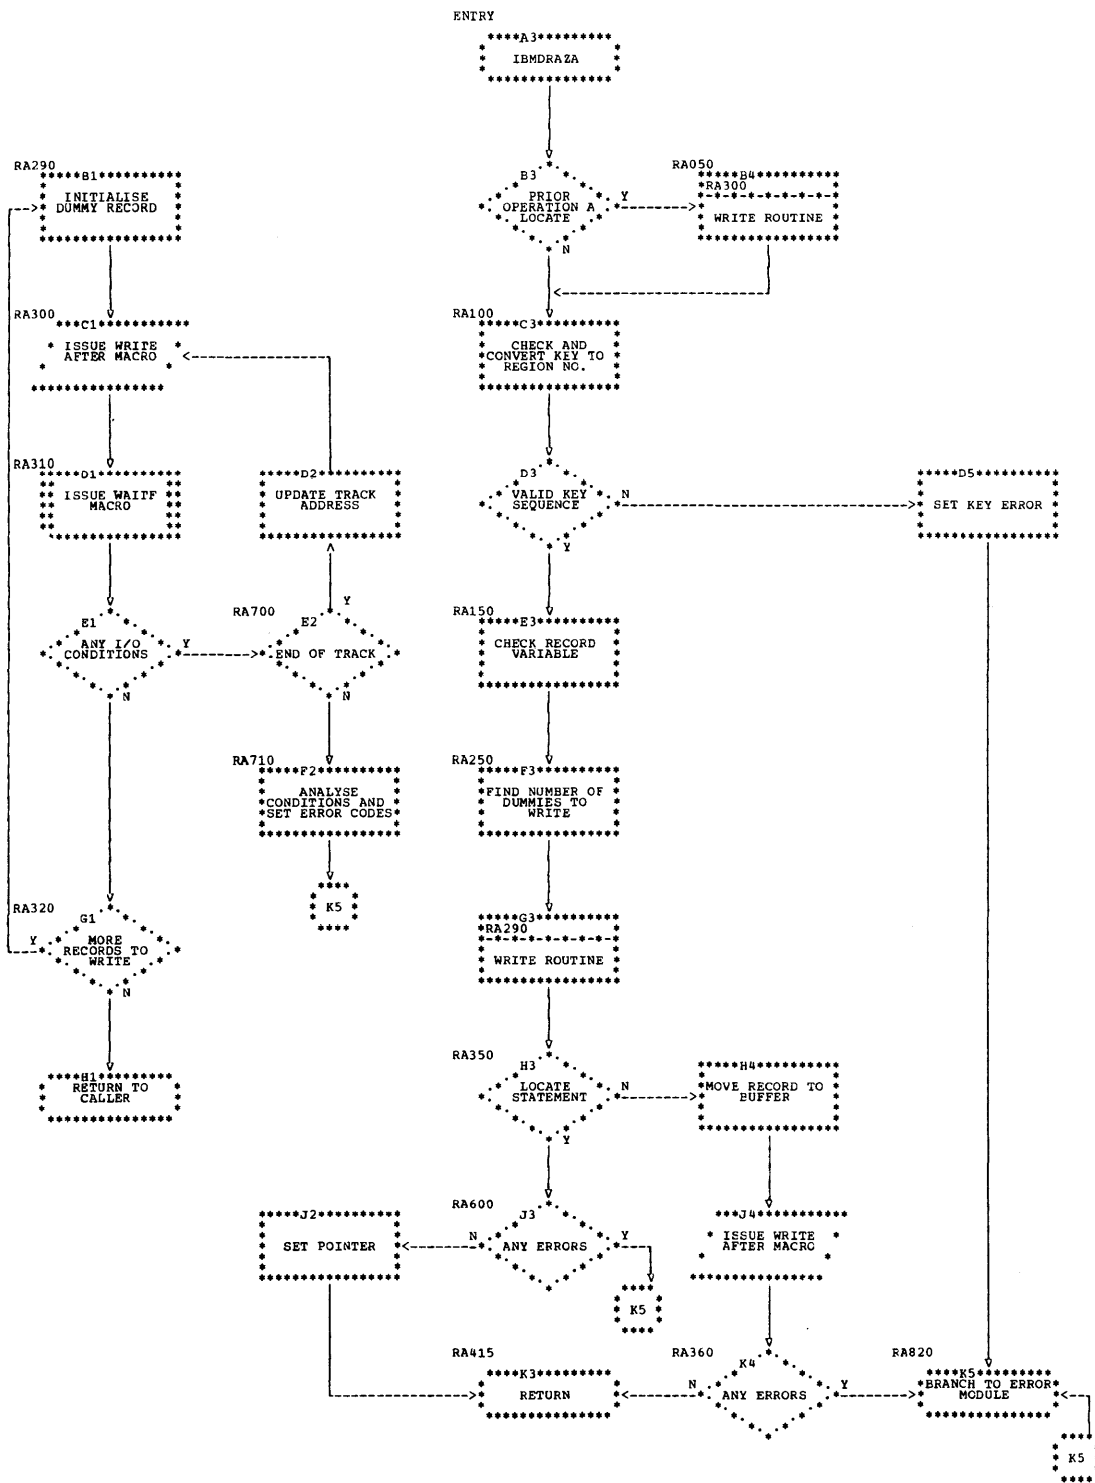 ENTRY
A3
IBMDRAZA
RA290
B1
INITIALISE
DUMMY RECORD
B3
PRIOR
OPERATION A
LOCATE
Y
N
RA050
B4
RA300
WRITE ROUTINE
RA300
C1
ISSUE WRITE
AFTER MACRO
RA100
C3
CHECK AND
CONVERT KEY TO
REGION NO.
RA310
D1
ISSUE WAITF
MACRO
D2
UPDATE TRACK
ADDRESS
D3
VALID KEY
SEQUENCE
N
Y
D5
SET KEY ERROR
E1
ANY I/O
CONDITIONS
Y
N
RA700
Y
E2
END OF TRACK
N
RA150
E3
CHECK RECORD
VARIABLE
RA710
F2
ANALYSE
CONDITIONS AND
SET ERROR CODES
K5
RA250
F3
FIND NUMBER OF
DUMMIES TO
WRITE
RA320
G1
Y
MORE
RECORDS TO
WRITE
N
G3
RA290
WRITE ROUTINE
H1
RETURN TO
CALLER
RA350
H3
LOCATE
STATEMENT
N
Y
H4
MOVE RECORD TO
BUFFER
J2
SET POINTER
RA600
J3
N
ANY ERRORS
Y
K5
J4
ISSUE WRITE
AFTER MACRO
RA415
K3
RETURN
RA360
K4
N
ANY ERRORS
Y
RA820
K5
BRANCH TO ERROR
MODULE
K5